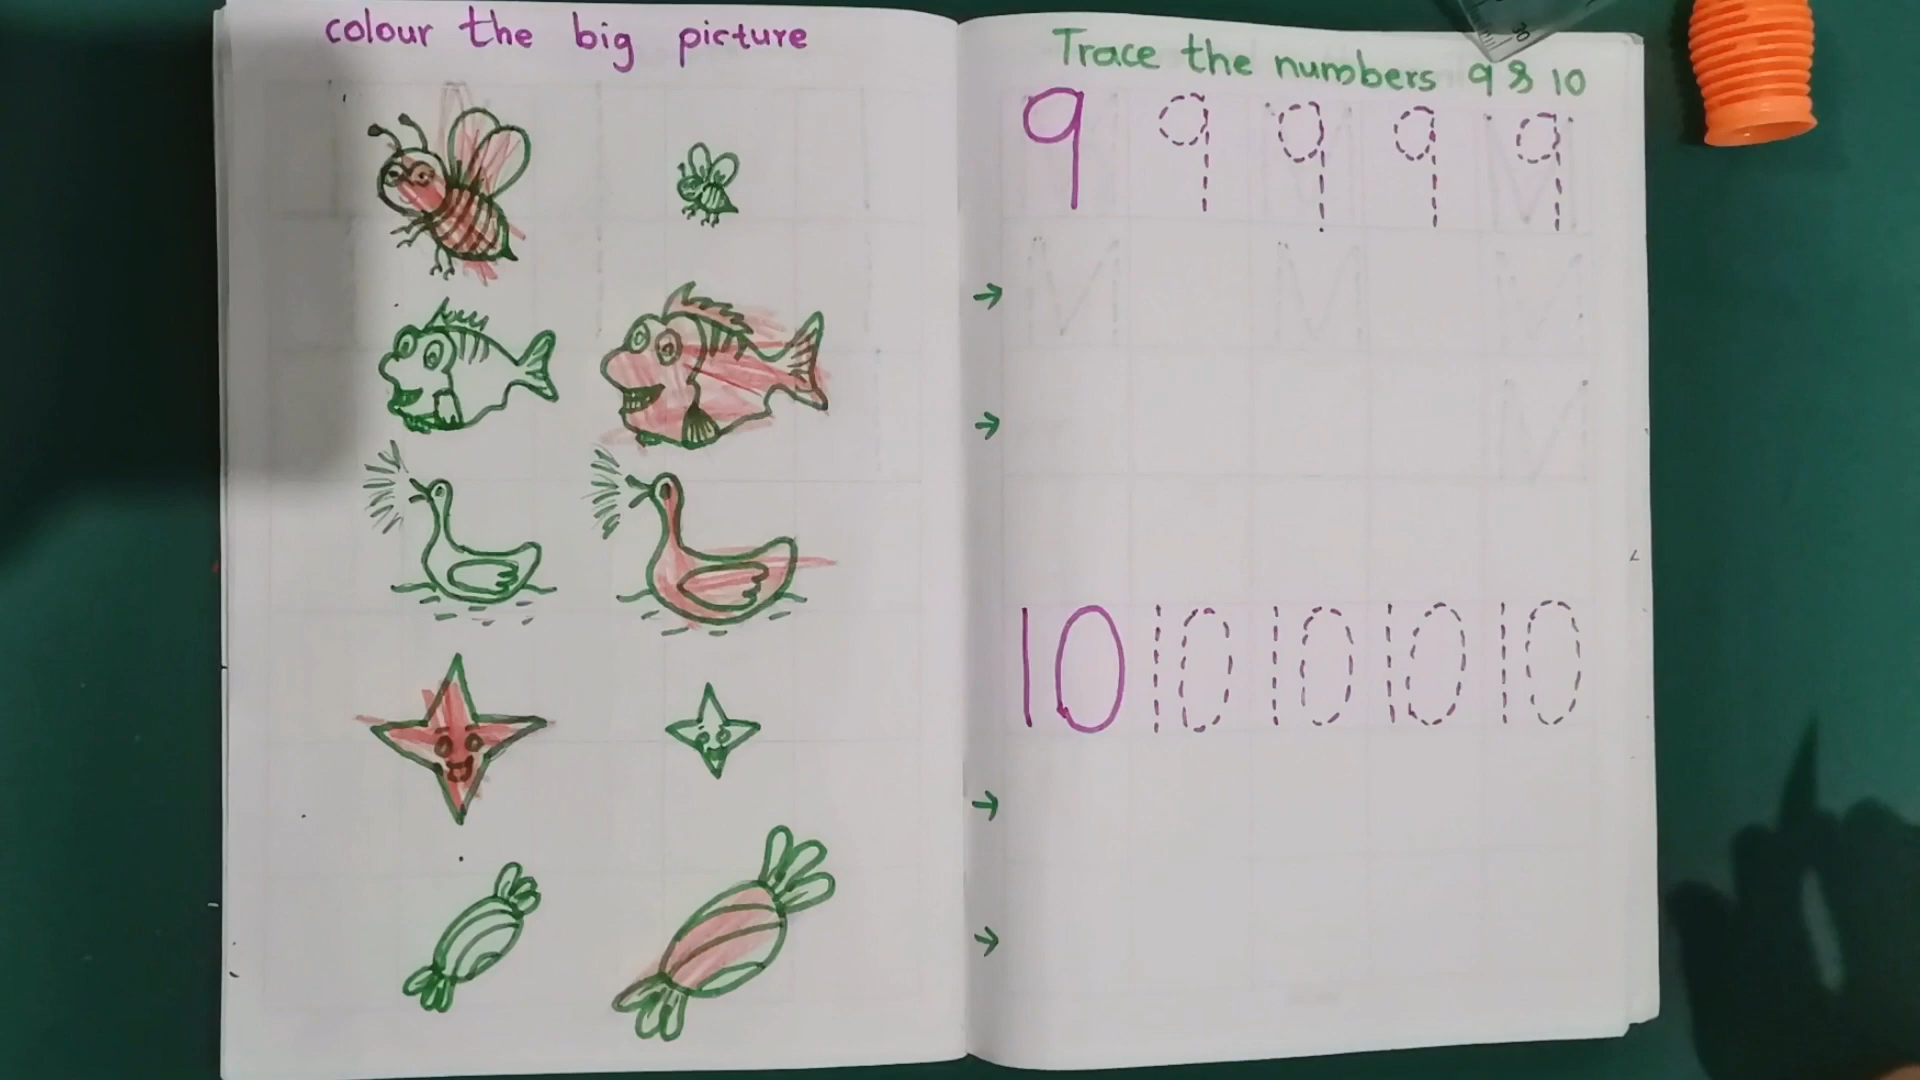 colour the big picture
Trace the numbers 9 & 10
9 9 9 9 9
M M M
M
10 10 10 10 10